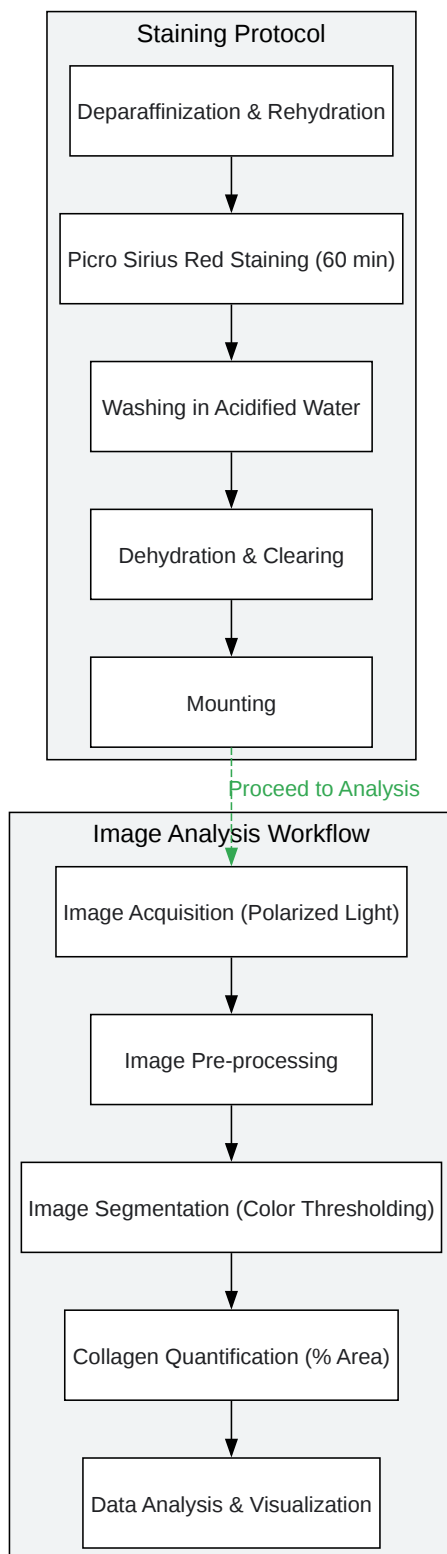 Staining Protocol
Deparaffinization & Rehydration
Picro Sirius Red Staining (60 min)
Washing in Acidified Water
Dehydration & Clearing
Mounting
Proceed to Analysis
Image Analysis Workflow
Image Acquisition (Polarized Light)
Image Pre-processing
Image Segmentation (Color Thresholding)
Collagen Quantification (% Area)
Data Analysis & Visualization